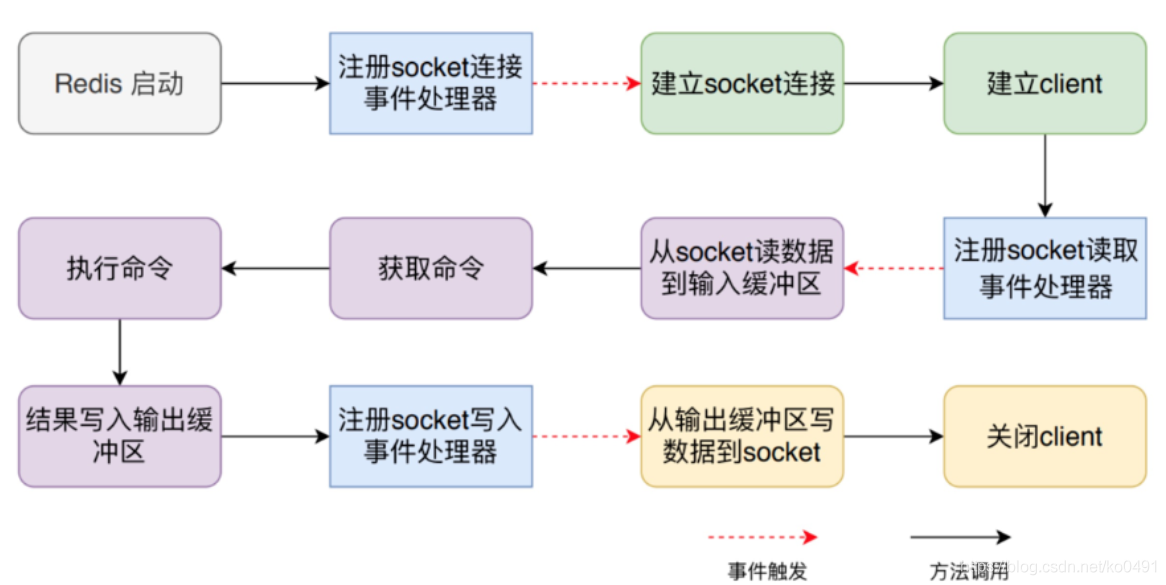 Redis 启动
注册socket连接
事件处理器
建立socket连接
建立client
执行命令
获取命令
从socket读数据
到输入缓冲区
注册socket读取
事件处理器
结果写入输出缓
冲区
注册socket写入
事件处理器
从输出缓冲区写
数据到socket
关闭client
事件触发
方法调用
https://blog.csdn.net/ko0491